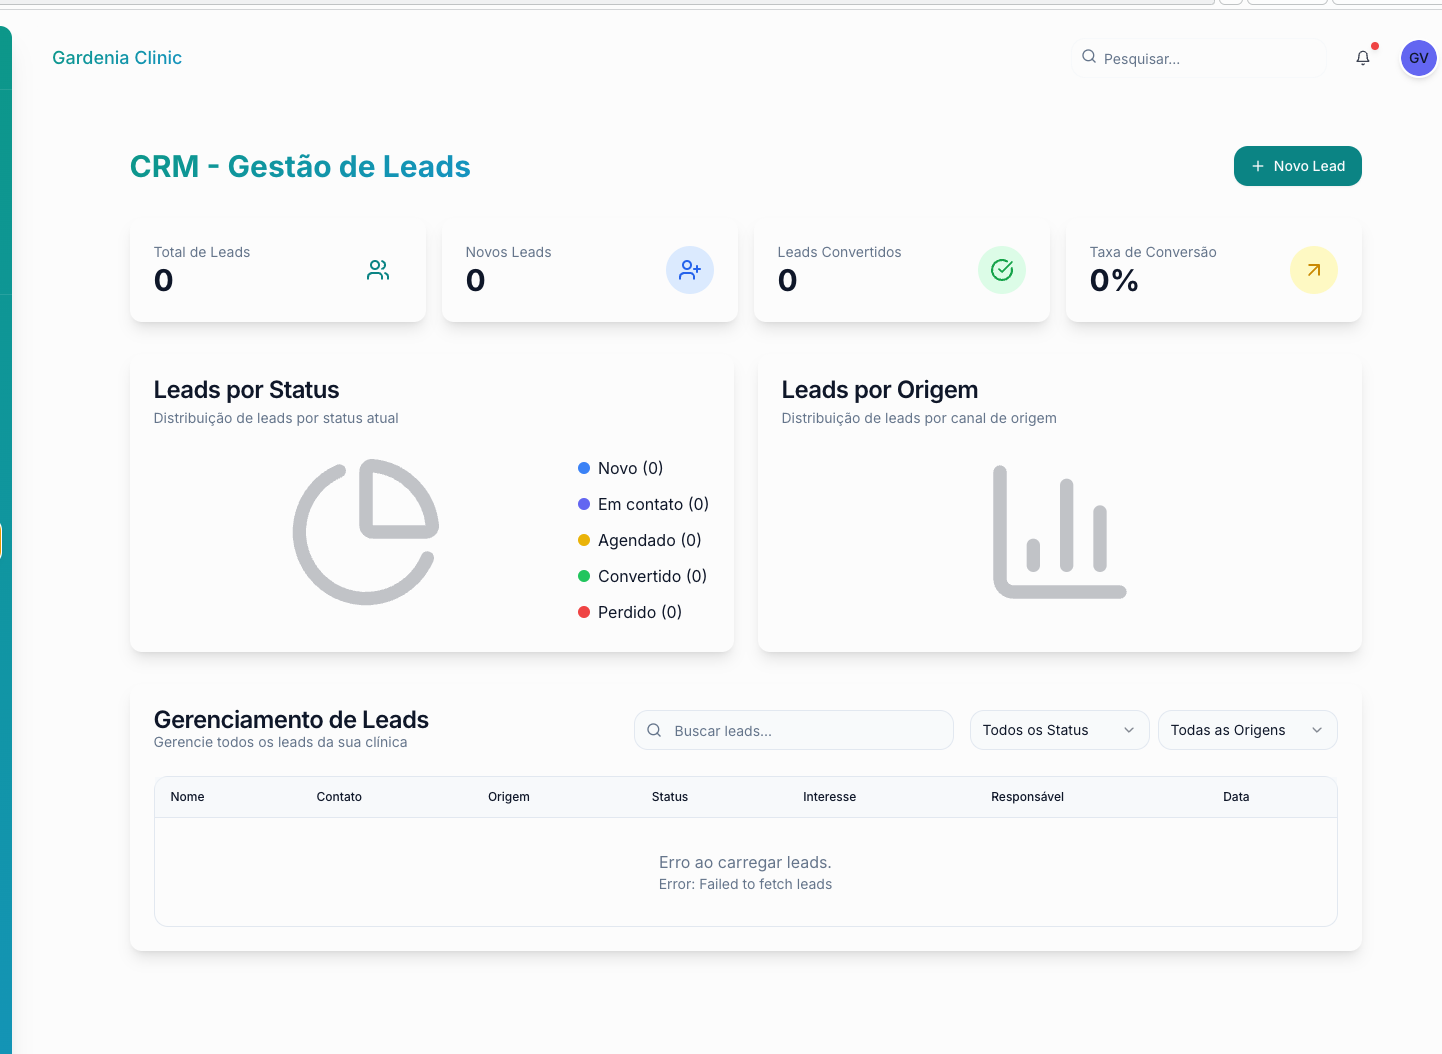 Gardenia Clinic
Pesquisar...
GV
CRM - Gestão de Leads
Novo Lead
Total de Leads
0
Novos Leads
0
Leads Convertidos
0
Taxa de Conversão
0%
Leads por Status
Distribuição de leads por status atual
Novo (0)
Em contato (0)
Agendado (0)
Convertido (0)
Perdido (0)
Leads por Origem
Distribuição de leads por canal de origem
Gerenciamento de Leads
Gerencie todos os leads da sua clínica
Buscar leads...
Todos os Status
Todas as Origens
Nome Contato Origem Status Interesse Responsável Data
Erro ao carregar leads.
Error: Failed to fetch leads